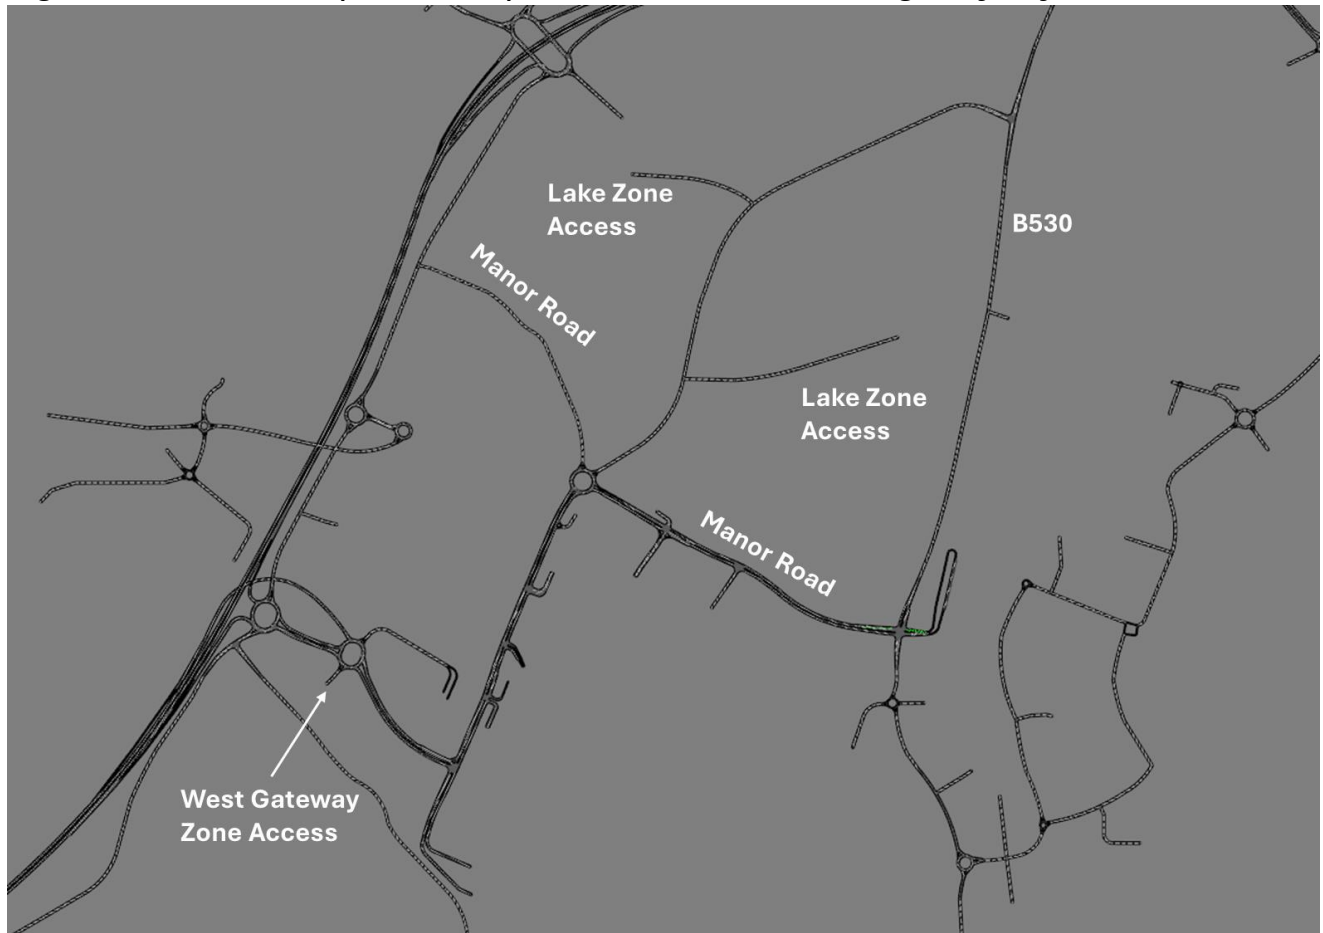 Lake Zone
Access
B530
Manor Road
Lake Zone
Access
Manor Road
West Gateway
Zone Access